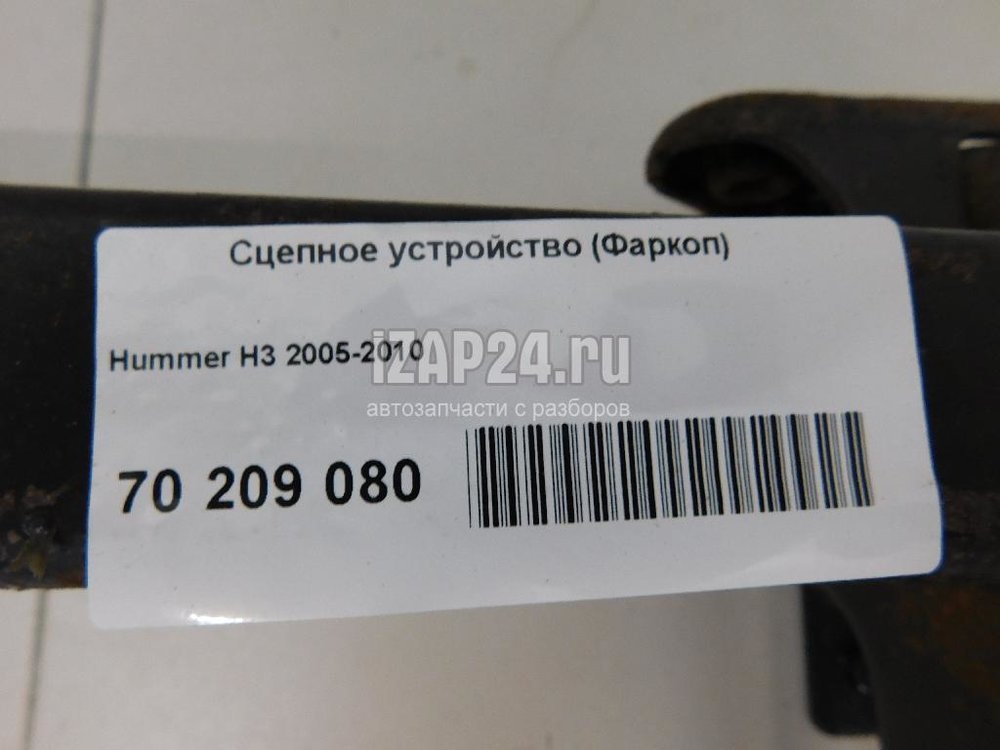 Сцепное устройство (Фаркоп)
Hummer H3 2005-2010
iZAP24.ru
автозапчасти с разборов
70 209 080